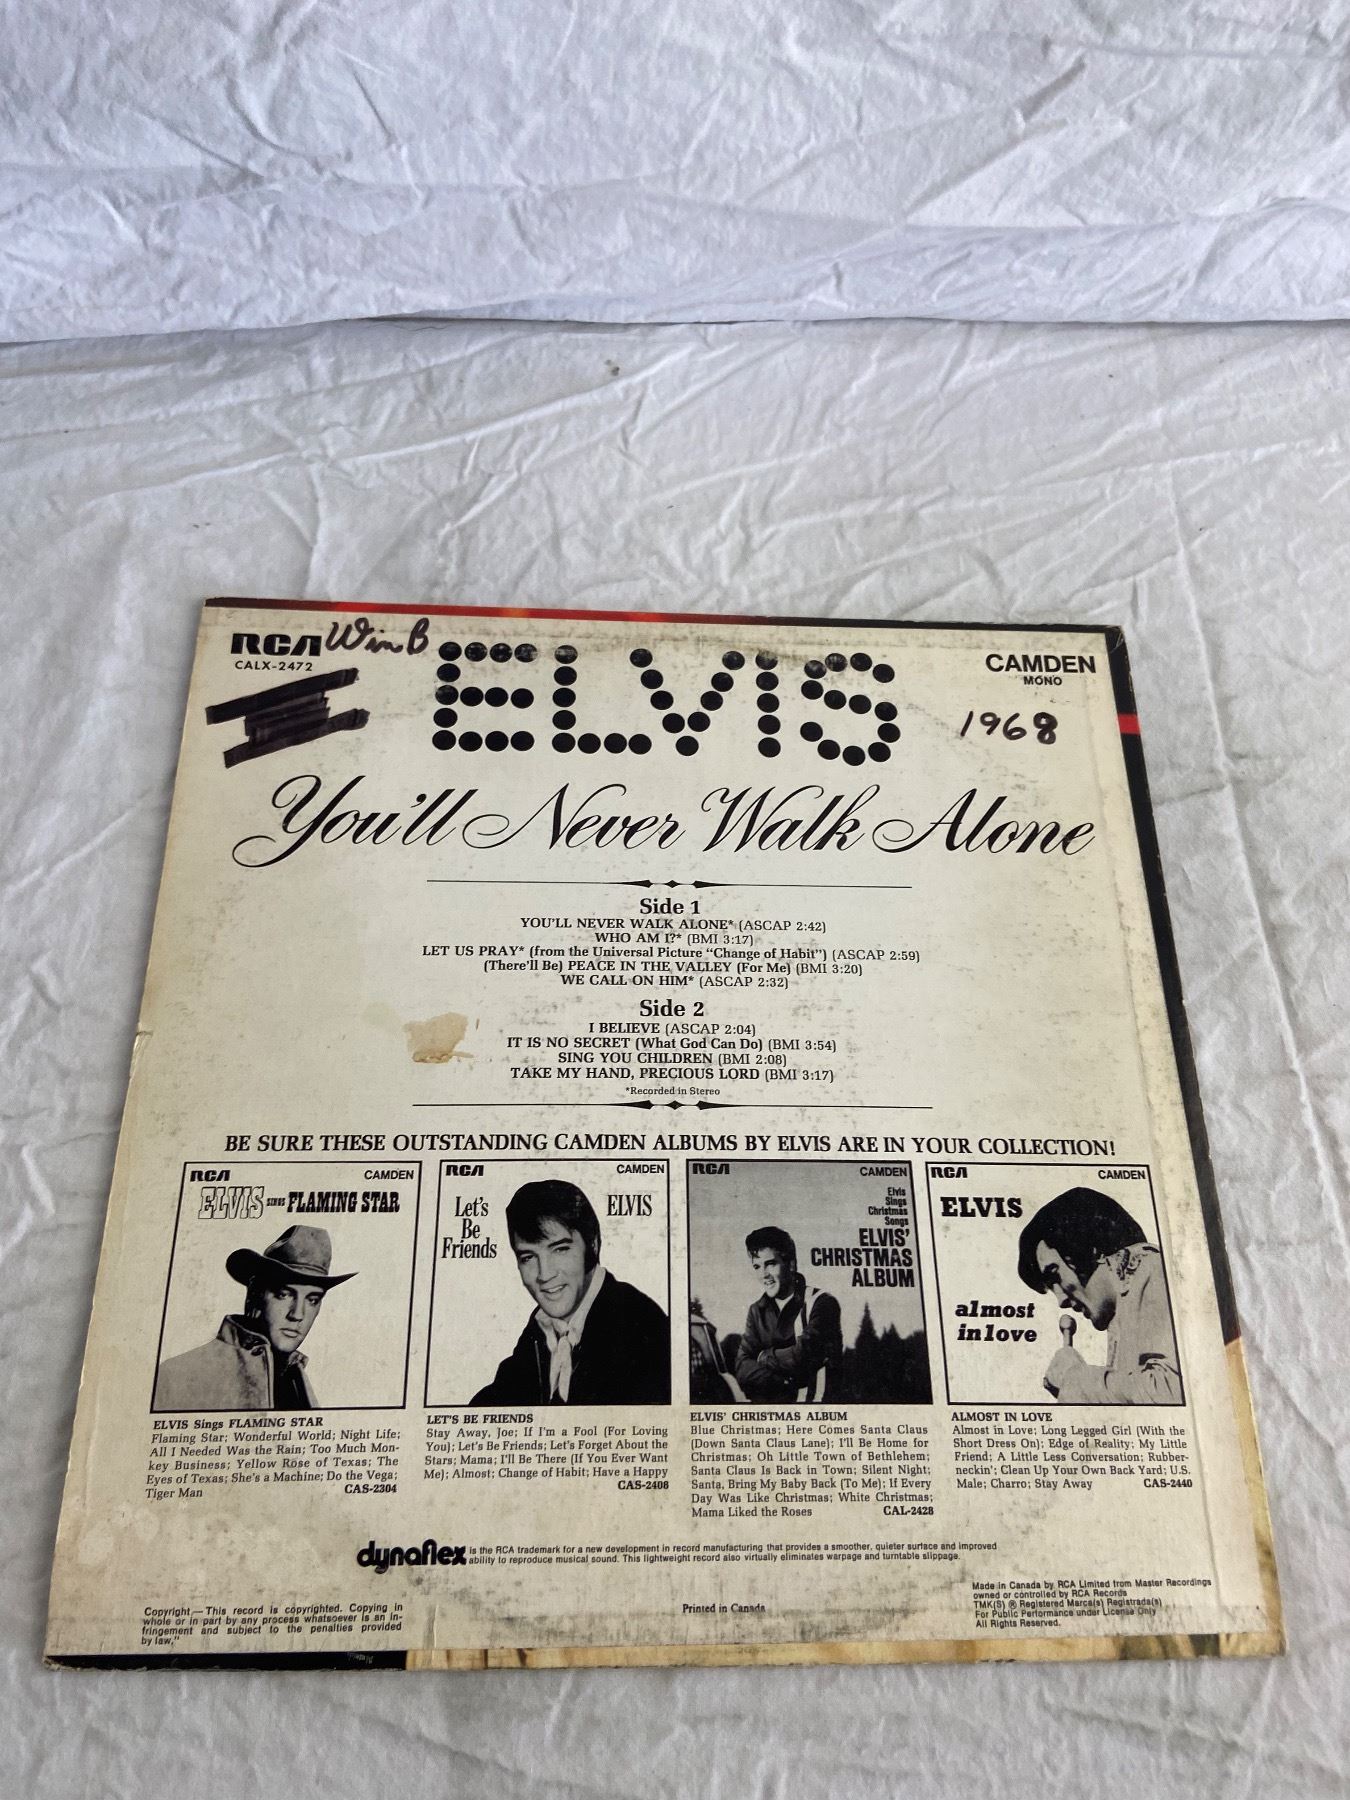 RCA Win B
CALX-2472
ELVIS
CAMDEN
MONO
1968
You'll Never Walk Alone
Side 1
YOU'LL NEVER WALK ALONE* (ASCAP 2:42)
WHO AM I?* (BMI 3:17)
LET US PRAY* (from the Universal Picture "Change of Habit") (ASCAP 2:59)
(There'll Be) PEACE IN THE VALLEY (For Me) (BMI 3:20)
WE CALL ON HIM* (ASCAP 2:32)
Side 2
I BELIEVE (ASCAP 2:04)
IT IS NO SECRET (What God Can Do) (BMI 3:54)
SING YOU CHILDREN (BMI 2:08)
TAKE MY HAND, PRECIOUS LORD (BMI 3:17)
*Recorded in Stereo
BE SURE THESE OUTSTANDING CAMDEN ALBUMS BY ELVIS ARE IN YOUR COLLECTION!
RCA CAMDEN
ELVIS SINGS FLAMING STAR
ELVIS Sings FLAMING STAR
Flaming Star; Wonderful World; Night Life;
All I Needed Was the Rain; Too Much Mon-
key Business; Yellow Rose of Texas; The
Eyes of Texas; She's a Machine; Do the Vega;
Tiger Man CAS-2304
RCA CAMDEN
Let's
Be
Friends
ELVIS
LET'S BE FRIENDS
Stay Away, Joe; If I'm a Fool (For Loving
You); Let's Be Friends; Let's Forget About the
Stars; Mama; I'll Be There (If You Ever Want
Me); Almost; Change of Habit; Have a Happy
CAS-2408
RCA CAMDEN
Elvis
Sings
Christmas
Songs
ELVIS'
CHRISTMAS
ALBUM
ELVIS' CHRISTMAS ALBUM
Blue Christmas; Here Comes Santa Claus
(Down Santa Claus Lane); I'll Be Home for
Christmas; Oh Little Town of Bethlehem;
Santa Claus Is Back in Town; Silent Night;
Santa, Bring My Baby Back (To Me); If Every
Day Was Like Christmas; White Christmas;
Mama Liked the Roses CAL-2428
RCA CAMDEN
ELVIS
almost
in love
ALMOST IN LOVE
Almost in Love; Long Legged Girl (With the
Short Dress On); Edge of Reality; My Little
Friend; A Little Less Conversation; Rubber-
neckin'; Clean Up Your Own Back Yard; U.S.
Male; Charro; Stay Away CAS-2440
dynaflex is the RCA trademark for a new development in record manufacturing that provides a smoother, quieter surface and improved
ability to reproduce musical sound. This lightweight record also virtually eliminates warpage and turntable slippage.
Copyright—This record is copyrighted. Copying in
whole or in part by any process whatsoever is an in-
fringement and subject to the penalties provided
by law."
Printed in Canada
Made in Canada by RCA Limited from Master Recordings
owned or controlled by RCA Records
TMK(S) ® Registered Marca(s) Registrada(s)
For Public Performance under License Only
All Rights Reserved.